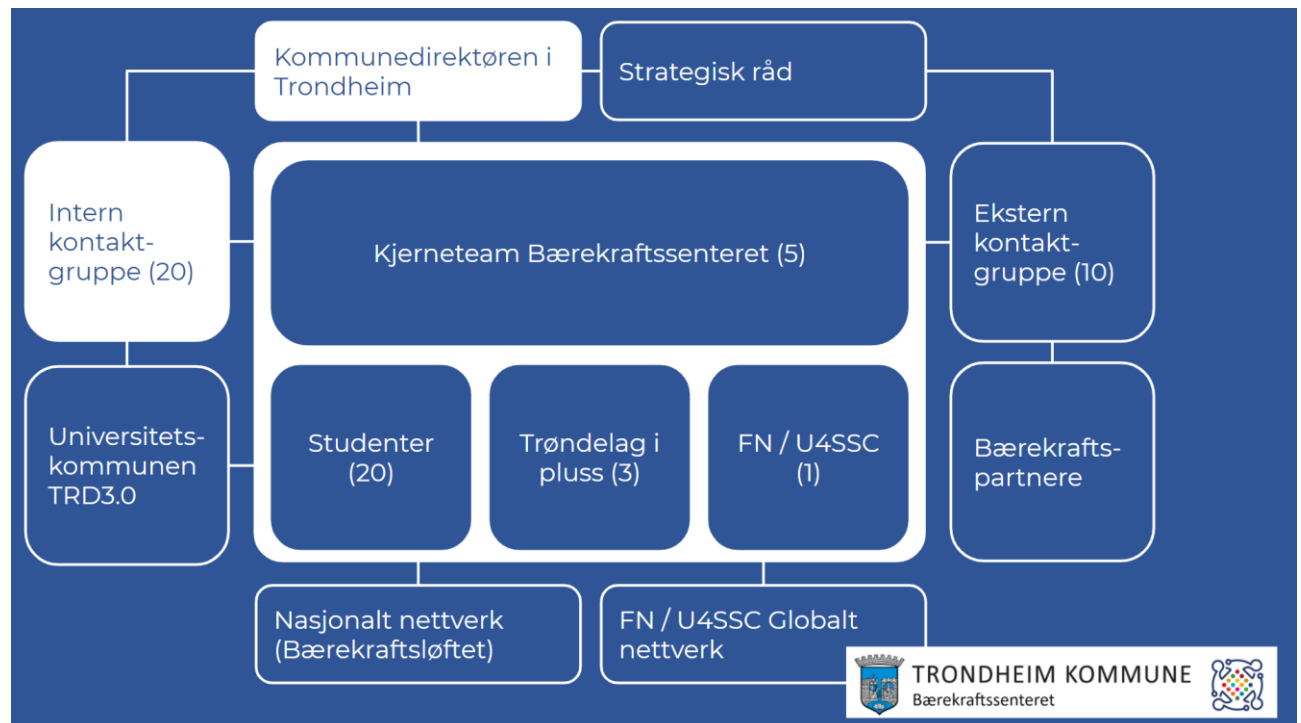 Kommunedirektøren i
Trondheim
Strategisk råd
Intern
kontakt-
gruppe (20)
Kjerneteam Bærekraftssenteret (5)
Ekstern
kontakt-
gruppe (10)
Universitets-
kommunen
TRD3.0
Studenter
(20)
Trøndelag i
pluss (3)
FN / U4SSC
(1)
Bærekrafts-
partnere
Nasjonalt nettverk
(Bærekraftsløftet)
FN / U4SSC Globalt
nettverk
TRONDHEIM KOMMUNE
Bærekraftssenteret